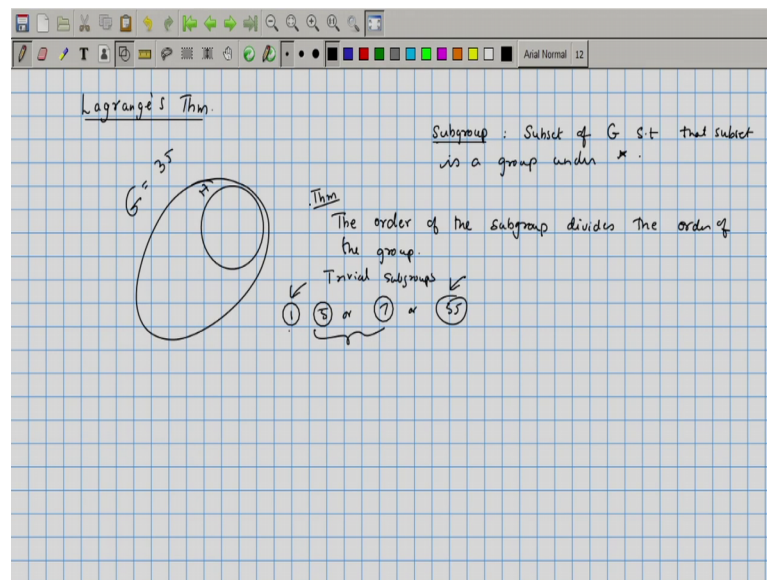 T
Arial Normal 12
Lagrange's Thm.
Subgroup : Subset of G s.t that subset
is a group under *.
G = 35
H
Thm
The order of the subgroup divides the order of
the group.
Trivial subgroups
1 5 or 7 or 55